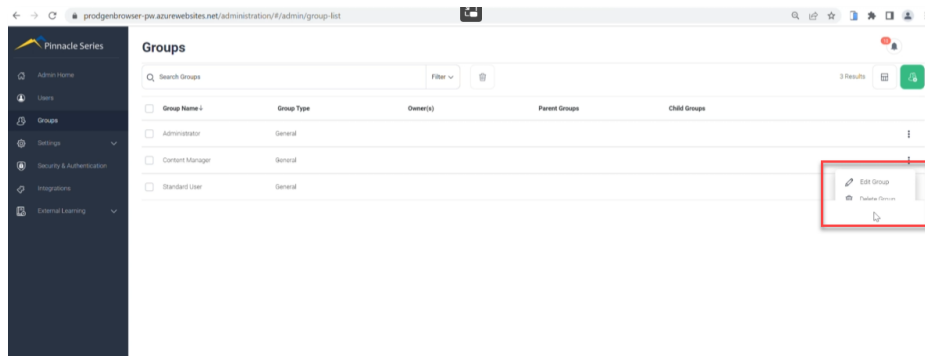 prodgenbrowser-pw.azurewebsites.net/administration/#/admin/group-list
Pinnacle Series
Groups
Admin Home
Users
Groups
Settings
Security & Authentication
Integrations
External Learning
Search Groups
Filter
3 Results
Group Name
Group Type
Owner(s)
Parent Groups
Child Groups
Administrator
General
Content Manager
General
Standard User
General
Edit Group
Delete Group